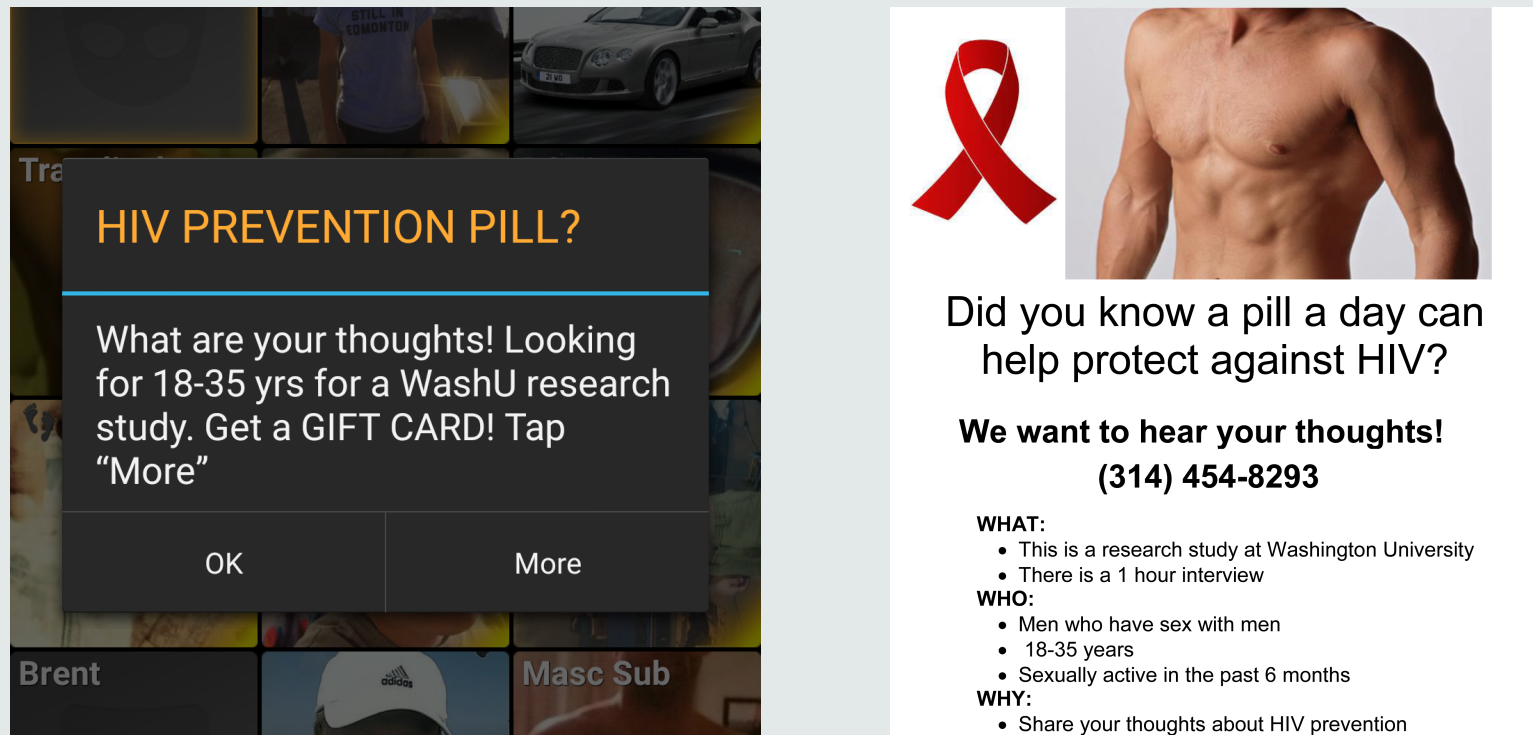 STILL IN
EDMONTON
HIV PREVENTION PILL?
What are your thoughts! Looking
for 18-35 yrs for a WashU research
study. Get a GIFT CARD! Tap
“More”
OK
More
Brent
adidas
Masc Sub
Did you know a pill a day can
help protect against HIV?
We want to hear your thoughts!
(314) 454-8293
WHAT:
• This is a research study at Washington University
• There is a 1 hour interview
WHO:
• Men who have sex with men
• 18-35 years
• Sexually active in the past 6 months
WHY:
• Share your thoughts about HIV prevention